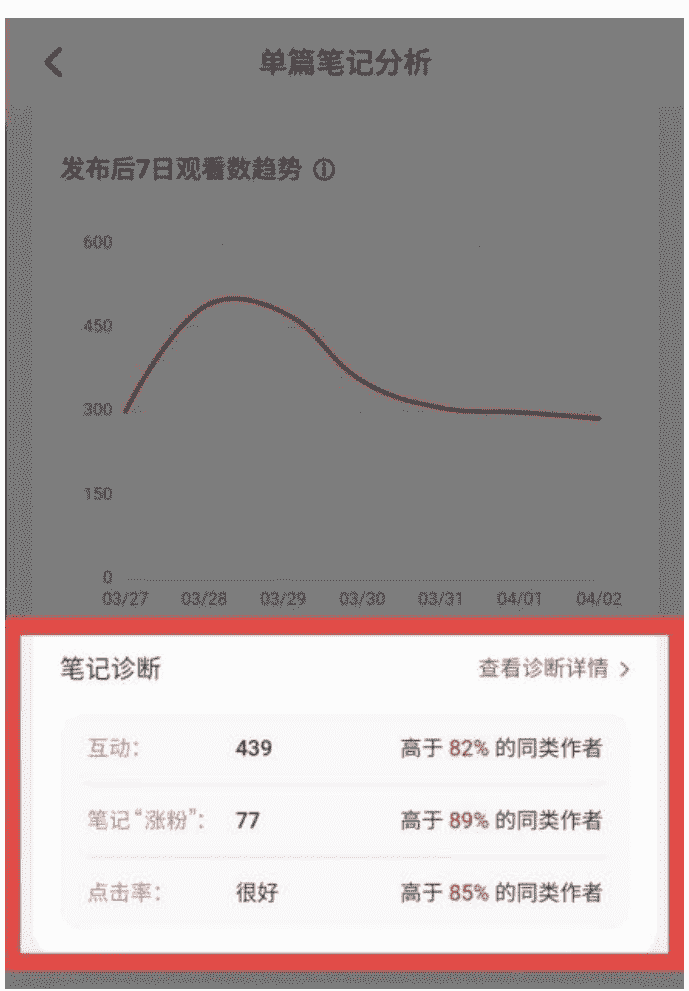 单篇笔记分析
发布后7日观看数趋势
600
450
300
150
0
03/27 03/28 03/29 03/30 03/31 04/01 04/02
笔记诊断 查看诊断详情 >
互动： 439 高于 82% 的同类作者
笔记“涨粉”： 77 高于 89% 的同类作者
点击率： 很好 高于 85% 的同类作者